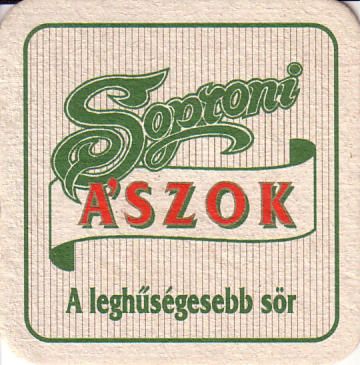 Soproni
ÁSZOK
A leghűségesebb sör